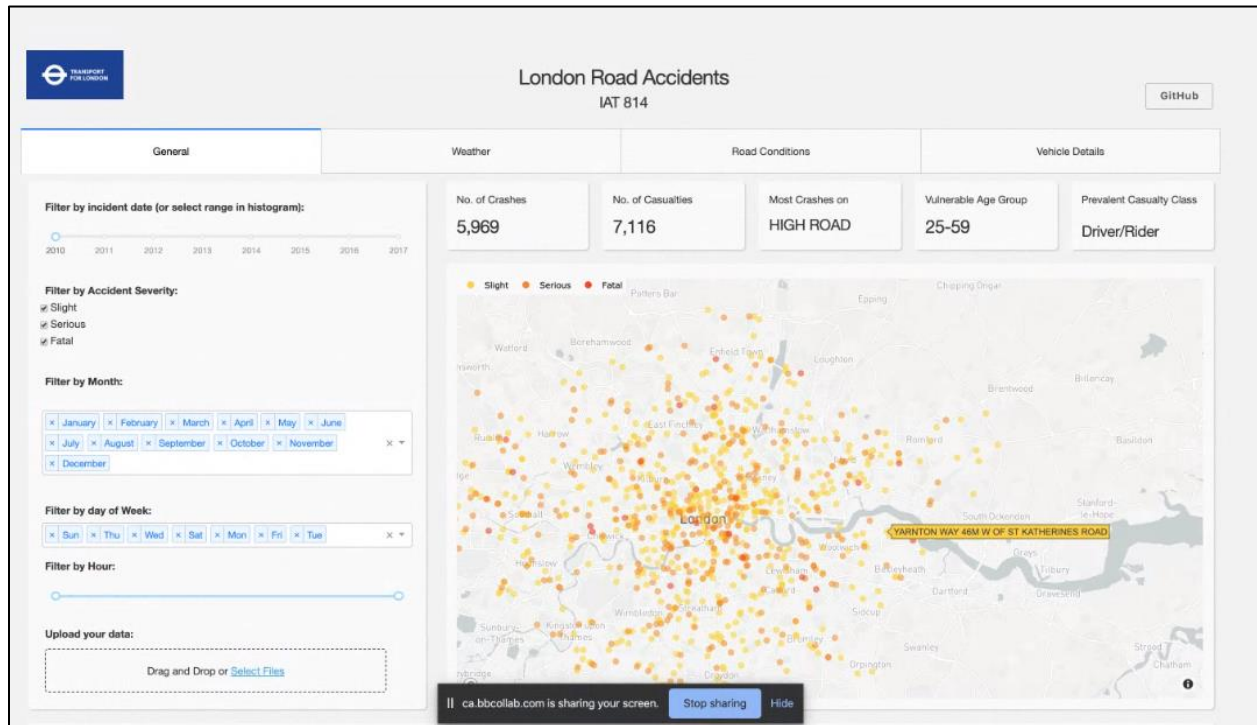 TRANSPORT
FOR LONDON
London Road Accidents
IAT 814
GitHub
General
Weather
Road Conditions
Vehicle Details
Filter by incident date (or select range in histogram):
2010 2011 2012 2013 2014 2015 2016 2017
Filter by Accident Severity:
Slight
Serious
Fatal
Filter by Month:
× January × February × March × April × May × June
× July × August × September × October × November
× December
Filter by day of Week:
× Sun × Thu × Wed × Sat × Mon × Fri × Tue
Filter by Hour:
Upload your data:
Drag and Drop or Select Files
No. of Crashes
5,969
No. of Casualties
7,116
Most Crashes on
HIGH ROAD
Vulnerable Age Group
25-59
Prevalent Casualty Class
Driver/Rider
Slight Serious Fatal
Potters Bar
Epping
Chipping Ongar
Watford
Borehamwood
Enfield Town
Loughton
Brentwood
Billericay
East Finchley
Harrow
Romford
Basildon
Wembley
London
South Ockenden
Stanford-
le-Hope
YARNTON WAY 46M W OF ST KATHERINES ROAD
Woolwich
Grays
Tilbury
Hounslow
Lewisham
Bexleyheath
Dartford
Gravesend
Catford
Wimbledon
Streatham
Sidcup
Sunbury-
on-Thames
Kingston upon
Thames
Bromley
Swanley
Orpington
Croydon
Strood
Chatham
ca.bbcollab.com is sharing your screen.
Stop sharing
Hide